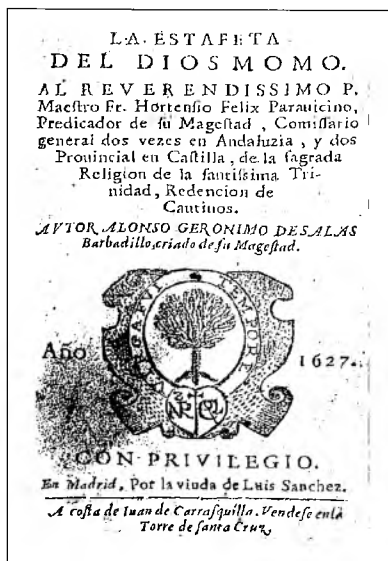 LA ESTAFETA
DEL DIOS MOMO.
AL REVERENDISSIMO P.
Maestro Fr. Hortensio Felix Parauicino,
Predicador de su Magestad, Comissario
general dos vezes en Andaluzia, y dos
Prouincial en Castilla, de la sagrada
Religion de la santissima Tri-
nidad, Redencion de
Cautiuos.
AVTOR ALONSO GERONIMO DE SALAS
Barbadillo, criado de su Magestad.
TEMPORE
Año 1627.
CON PRIVILEGIO.
En Madrid, Por la viuda de Luis Sanchez.
A costa de Iuan de Carrasquilla. Vendese en la
Torre de santa Cruz.